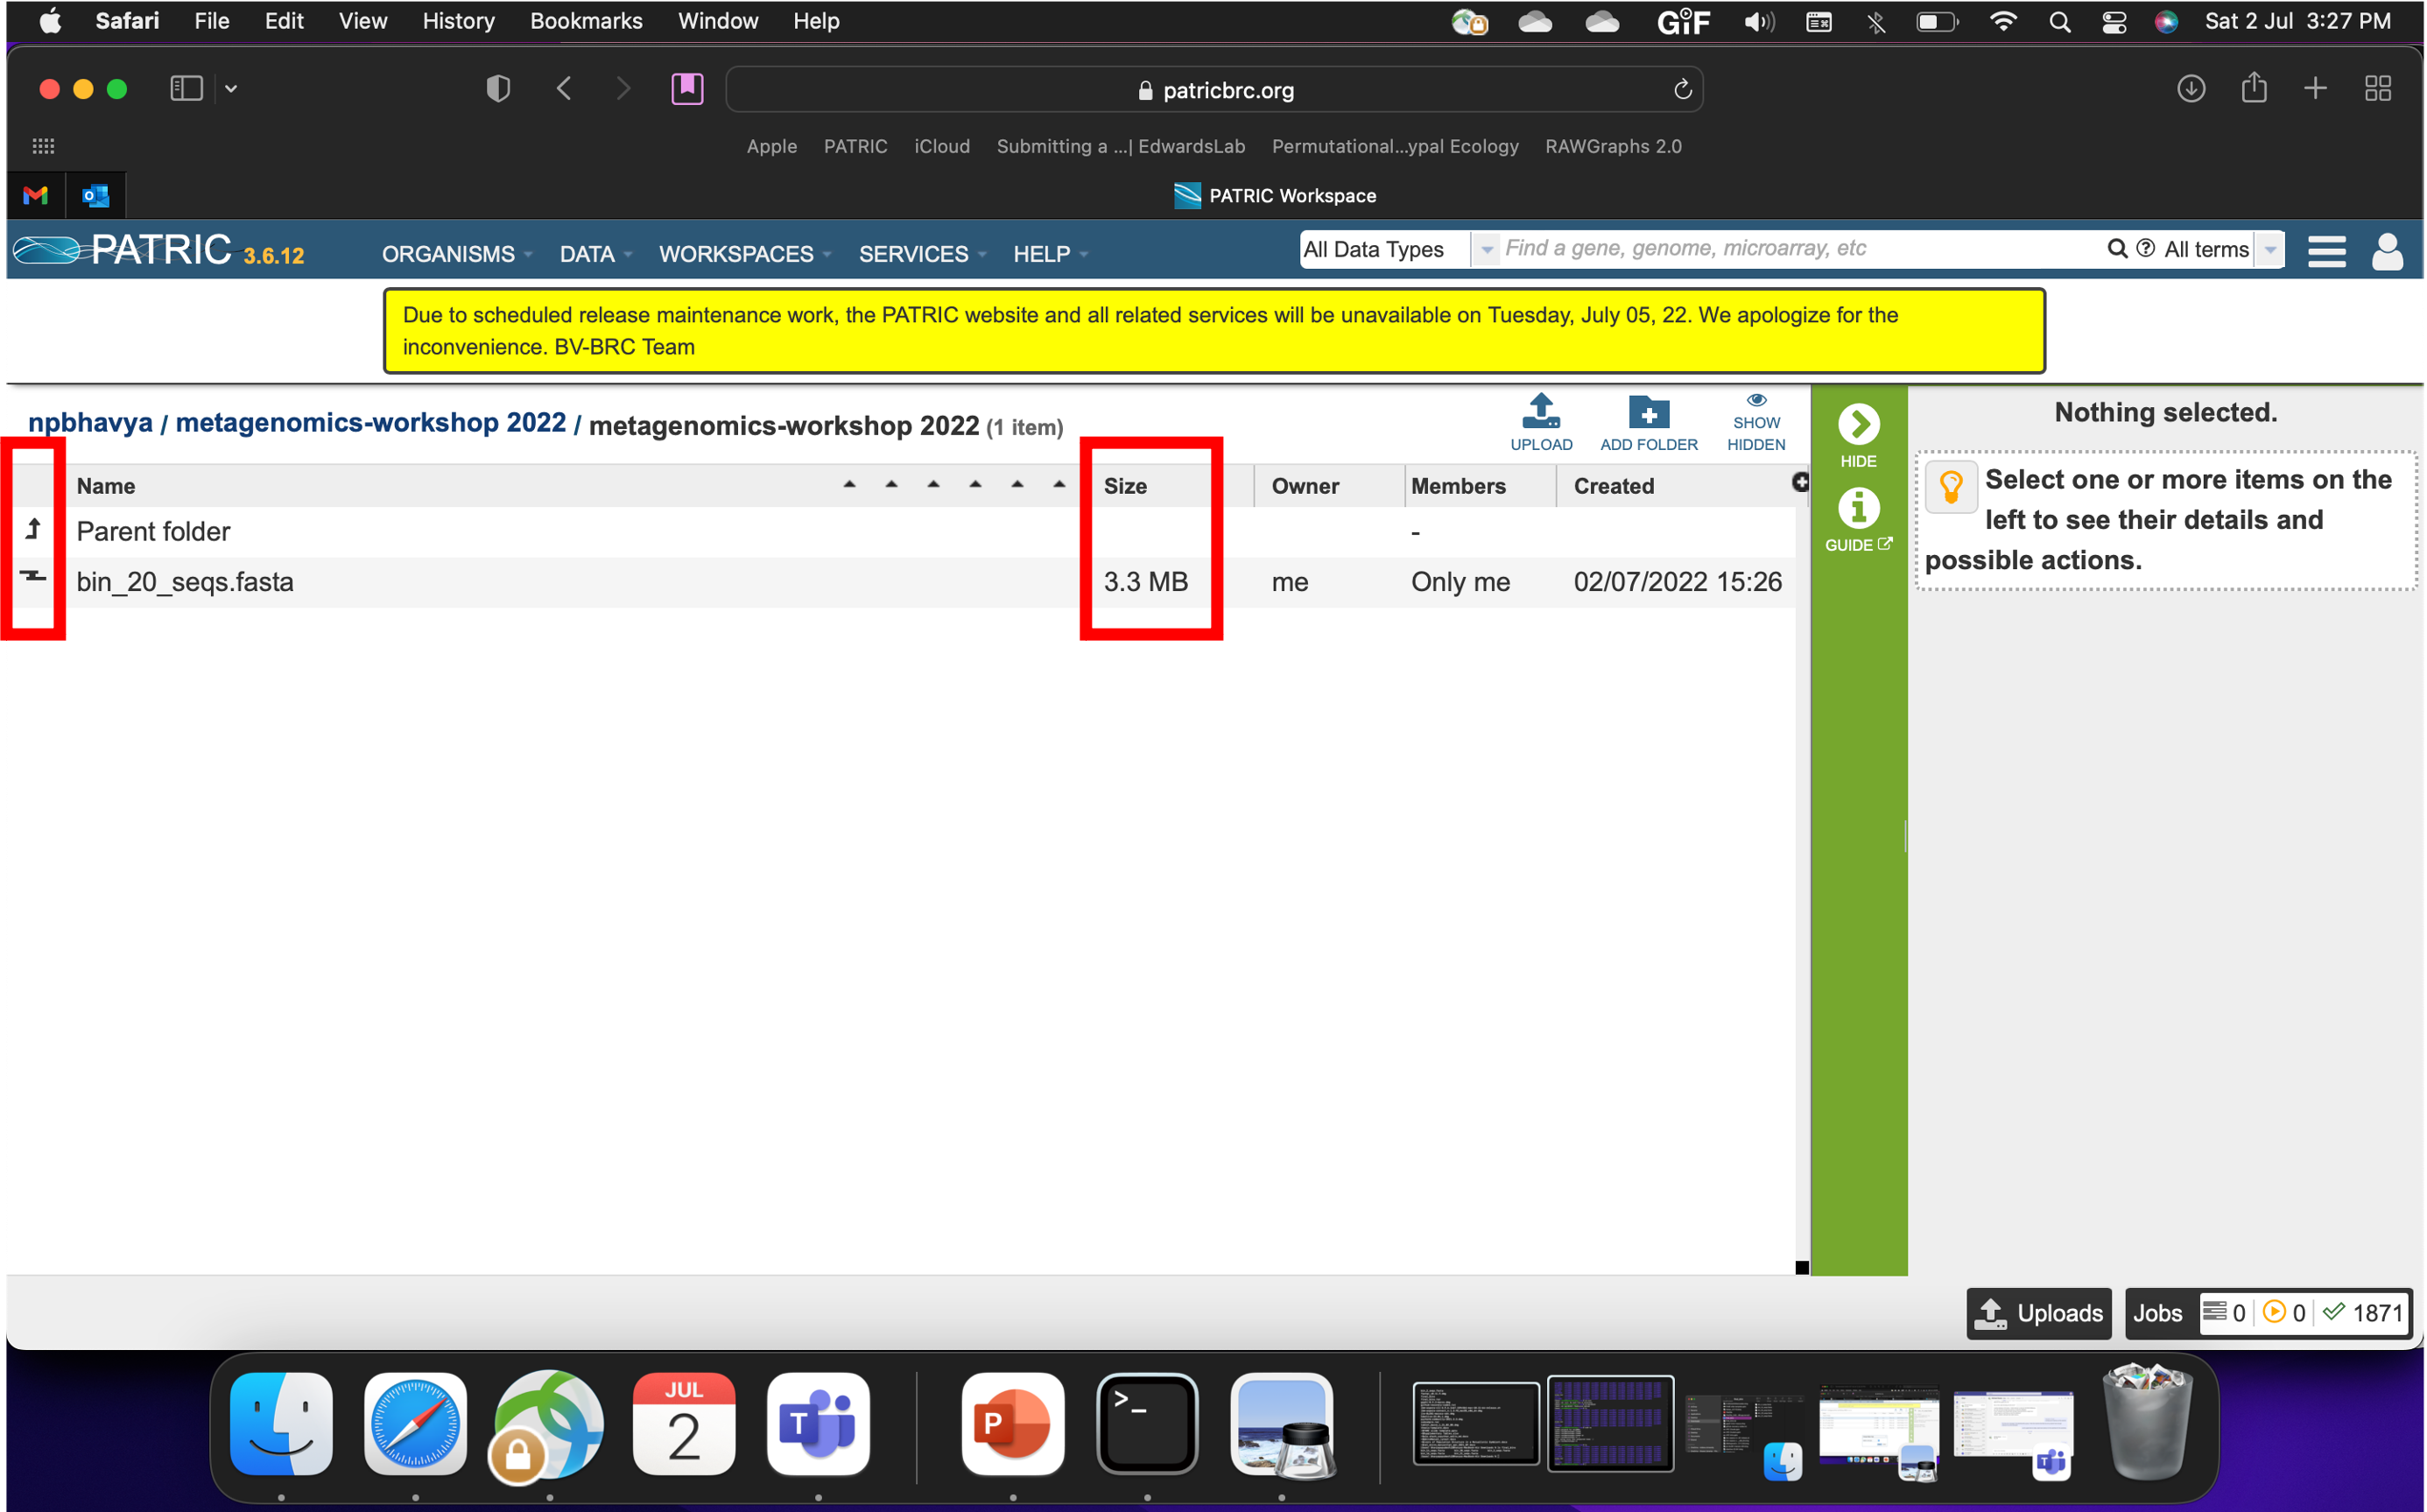 Safari File Edit View History Bookmarks Window Help GIF Sat 2 Jul 3:27 PM
patricbrc.org
Apple PATRIC iCloud Submitting a ...| EdwardsLab Permutational...ypal Ecology RAWGraphs 2.0
PATRIC Workspace
PATRIC 3.6.12 ORGANISMS DATA WORKSPACES SERVICES HELP All Data Types Find a gene, genome, microarray, etc All terms
Due to scheduled release maintenance work, the PATRIC website and all related services will be unavailable on Tuesday, July 05, 22. We apologize for the
inconvenience. BV-BRC Team
npbhavya / metagenomics-workshop 2022 / metagenomics-workshop 2022 (1 item)
UPLOAD ADD FOLDER SHOW HIDDEN
HIDE
GUIDE
Nothing selected.
Select one or more items on the
left to see their details and
possible actions.
Name Size Owner Members Created
Parent folder -
bin_20_seqs.fasta 3.3 MB me Only me 02/07/2022 15:26
Uploads Jobs 0 0 1871
JUL
2
T
P
>_